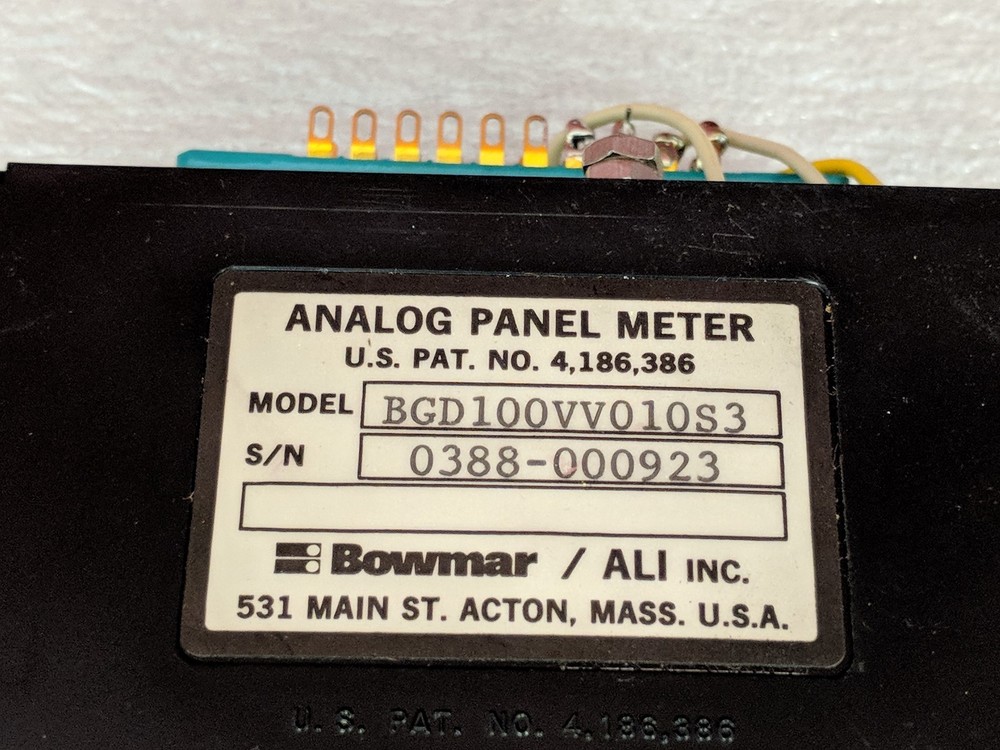 ANALOG PANEL METER
U.S. PAT. NO. 4,186,386
MODEL BGD100VV010S3
S/N 0388-000923
Bowmar / ALI INC.
531 MAIN ST. ACTON, MASS. U.S.A.
U.S. PAT. NO. 4,186,386